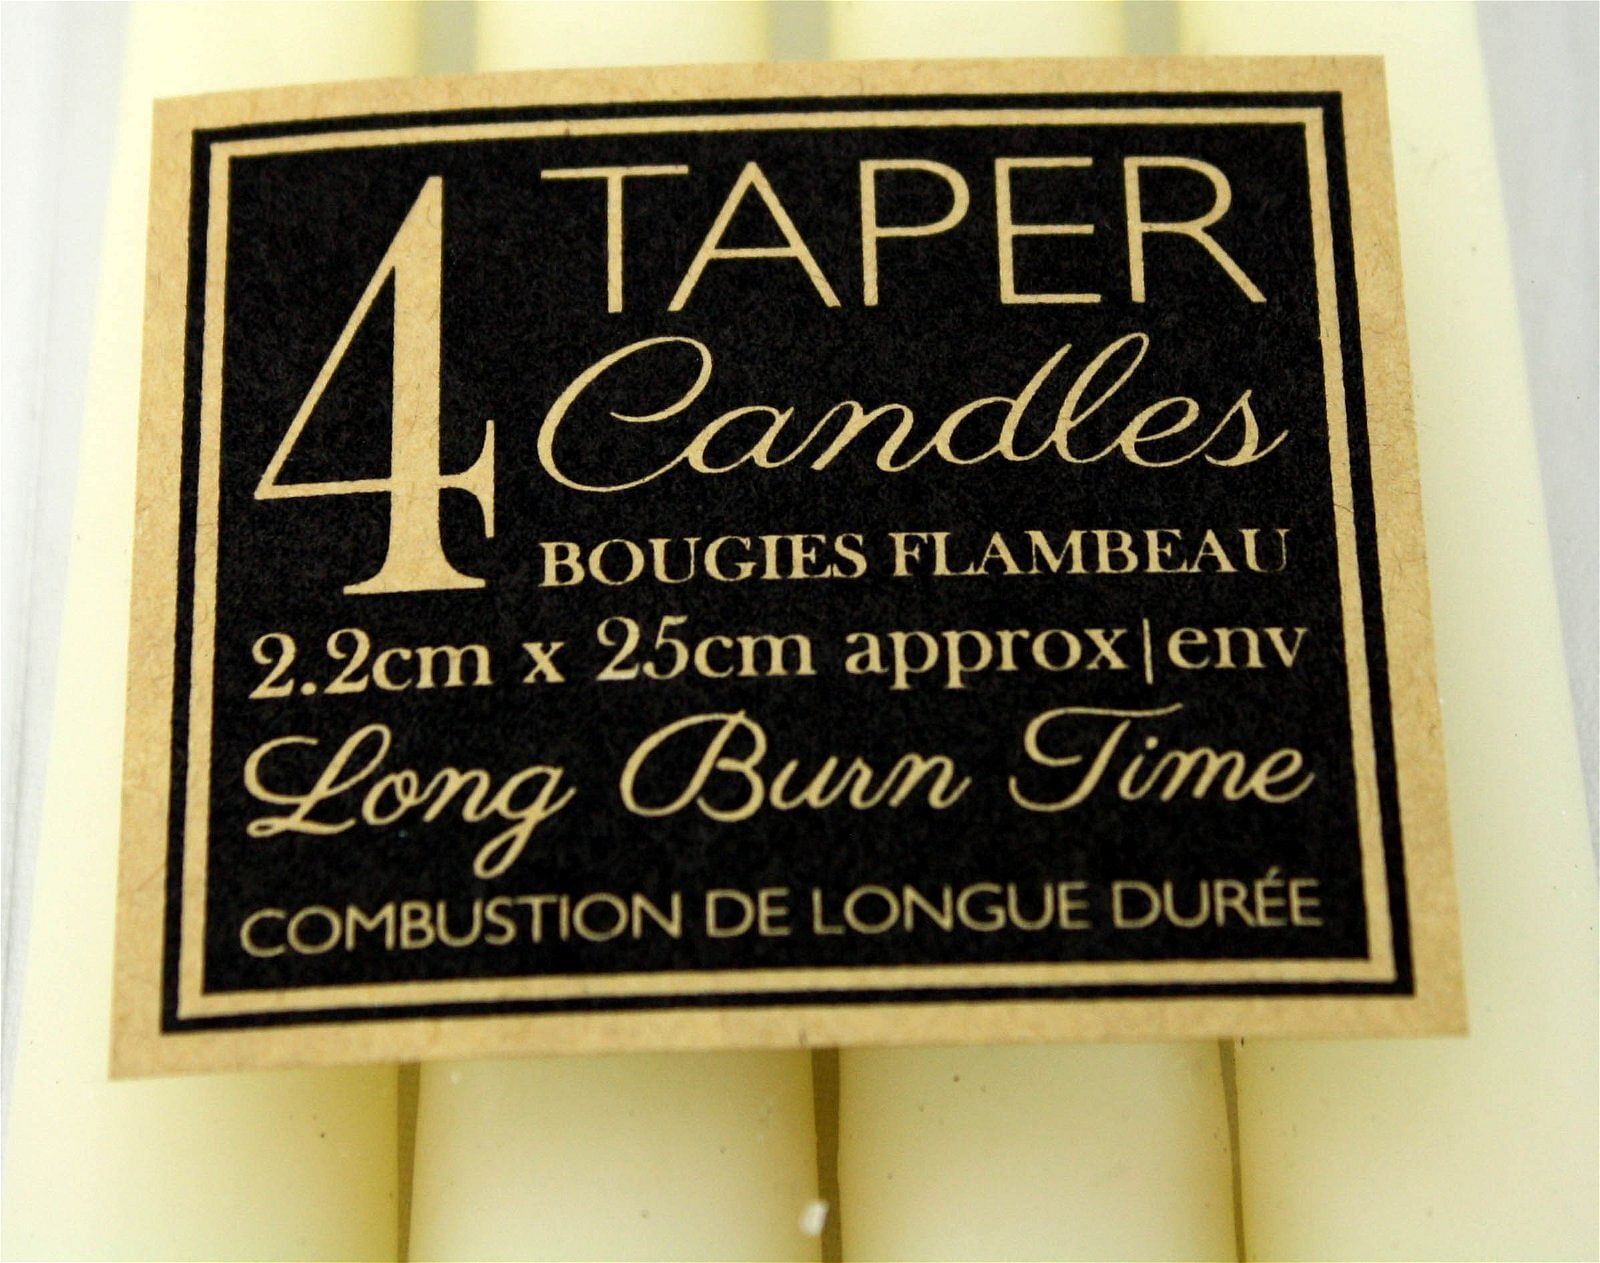 4 TAPER
Candles
BOUGIES FLAMBEAU
2.2cm x 25cm approx|env
Long Burn Time
COMBUSTION DE LONGUE DURÉE